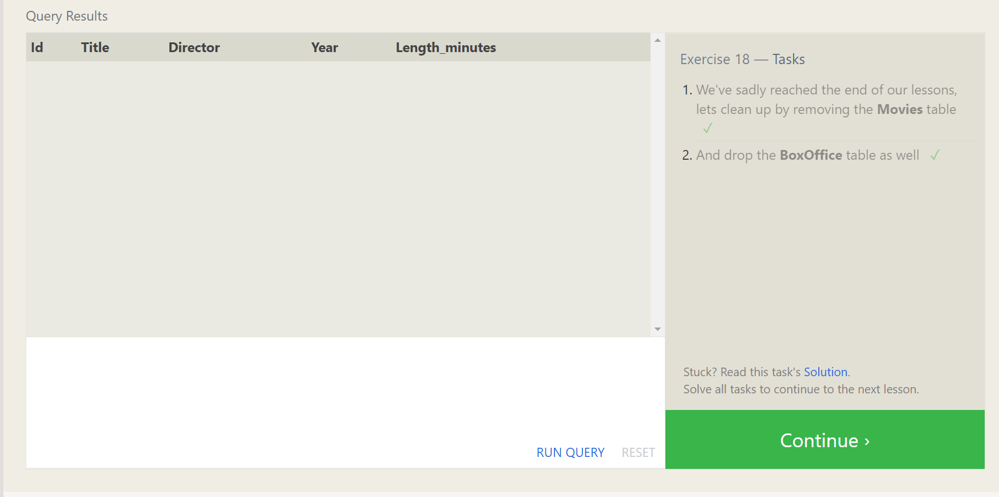 Query Results
Id Title Director Year Length_minutes
Exercise 18 — Tasks
1. We've sadly reached the end of our lessons,
lets clean up by removing the Movies table
✓
2. And drop the BoxOffice table as well ✓
Stuck? Read this task's Solution.
Solve all tasks to continue to the next lesson.
RUN QUERY RESET
Continue ›